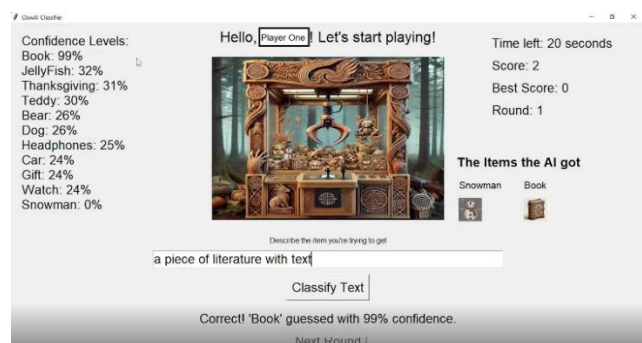 ClawAI Classifier
Confidence Levels:
Book: 99%
JellyFish: 32%
Thanksgiving: 31%
Teddy: 30%
Bear: 26%
Dog: 26%
Headphones: 25%
Car: 24%
Gift: 24%
Watch: 24%
Snowman: 0%
Hello, Player One ! Let's start playing!
Time left: 20 seconds
Score: 2
Best Score: 0
Round: 1
The Items the AI got
Snowman Book
Describe the item you're trying to get
a piece of literature with text
Classify Text
Correct! 'Book' guessed with 99% confidence.
Next Round !